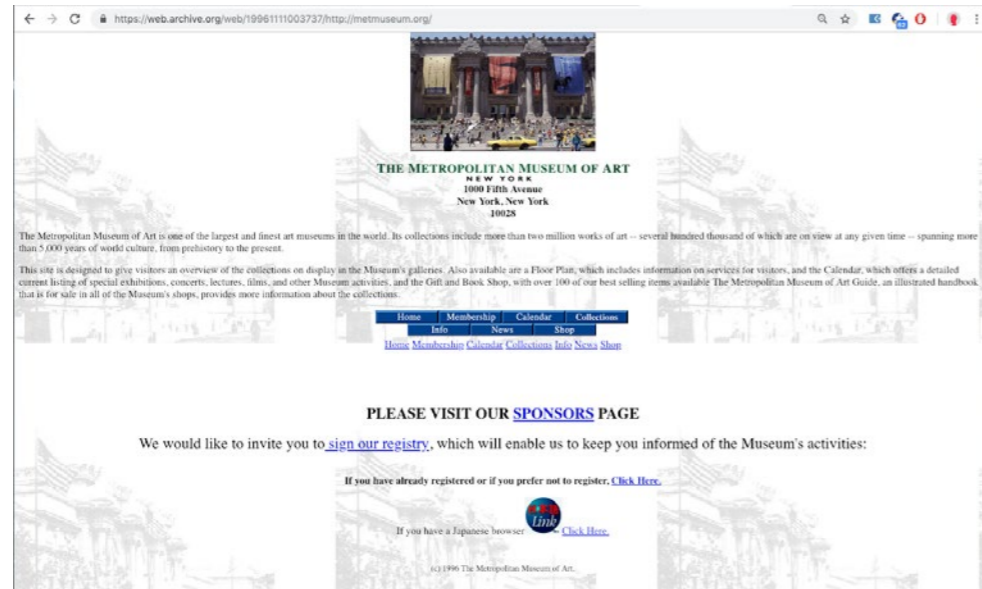 https://web.archive.org/web/19961111003737/http://metmuseum.org/
THE METROPOLITAN MUSEUM OF ART
NEW YORK
1000 Fifth Avenue
New York, New York
10028
The Metropolitan Museum of Art is one of the largest and finest art museums in the world. Its collections include more than two million works of art -- several hundred thousand of which are on view at any given time -- spanning more
than 5,000 years of world culture, from prehistory to the present.
This site is designed to give visitors an overview of the collections on display in the Museum's galleries. Also available are a Floor Plan, which includes information on services for visitors, and the Calendar, which offers a detailed
current listing of special exhibitions, concerts, lectures, films, and other Museum activities, and the Gift and Book Shop, with over 100 of our best selling items available The Metropolitan Museum of Art Guide, an illustrated handbook
that is for sale in all of the Museum's shops, provides more information about the collections.
Home Membership Calendar Collections
Info News Shop
Home Membership Calendar Collections Info News Shop
PLEASE VISIT OUR SPONSORS PAGE
We would like to invite you to sign our registry, which will enable us to keep you informed of the Museum's activities:
If you have already registered or if you prefer not to register, Click Here.
If you have a Japanese browser Link Click Here.
(c) 1996 The Metropolitan Museum of Art.